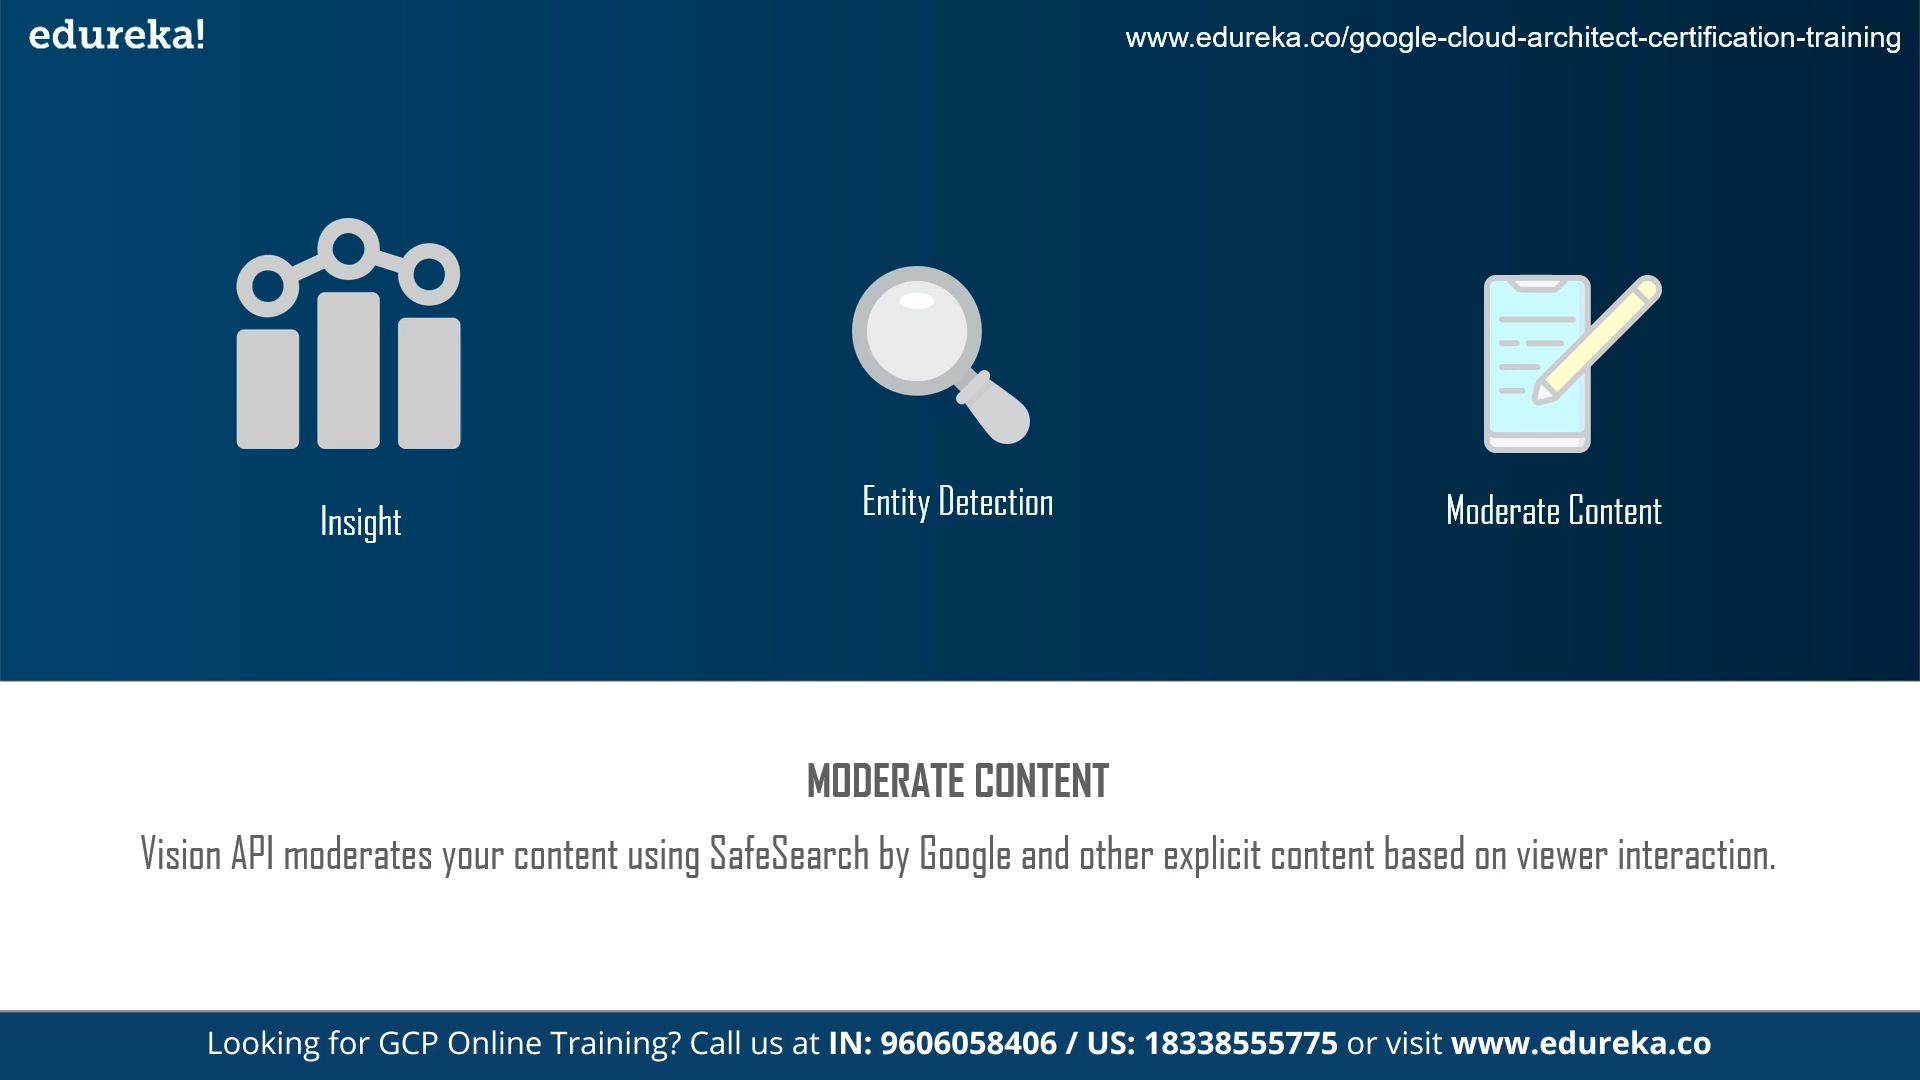 edureka!
www.edureka.co/google-cloud-architect-certification-training
Insight
Entity Detection
Moderate Content
MODERATE CONTENT
Vision API moderates your content using SafeSearch by Google and other explicit content based on viewer interaction.
Looking for GCP Online Training? Call us at IN: 9606058406 / US: 18338555775 or visit www.edureka.co